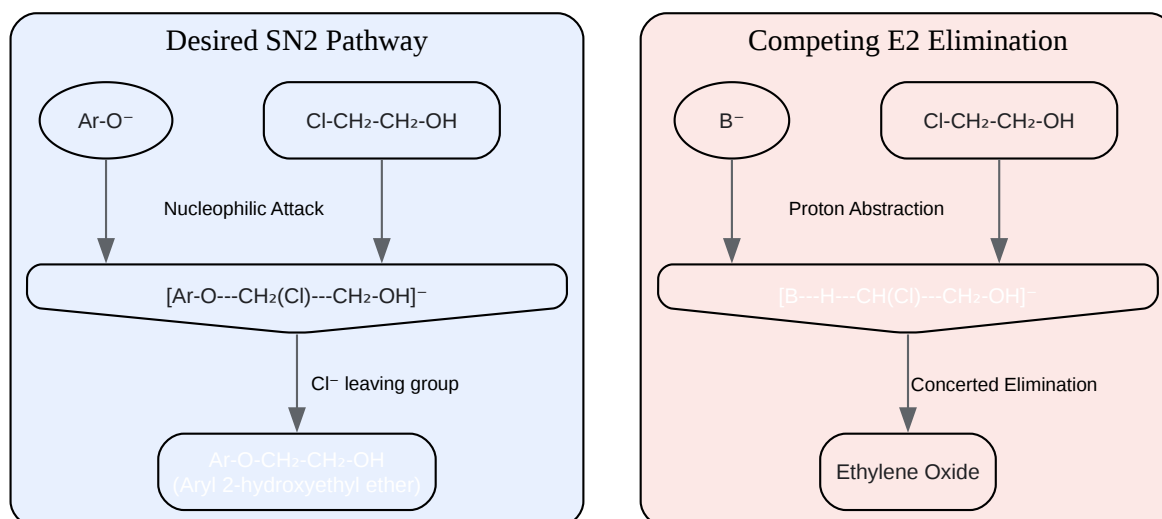 Desired SN2 Pathway
Ar-O⁻
Cl-CH₂-CH₂-OH
Nucleophilic Attack
[Ar-O---CH₂(Cl)---CH₂-OH]⁻
Cl⁻ leaving group
Ar-O-CH₂-CH₂-OH
(Aryl 2-hydroxyethyl ether)
Competing E2 Elimination
B⁻
Cl-CH₂-CH₂-OH
Proton Abstraction
[B---H---CH(Cl)---CH₂-OH]⁻
Concerted Elimination
Ethylene Oxide